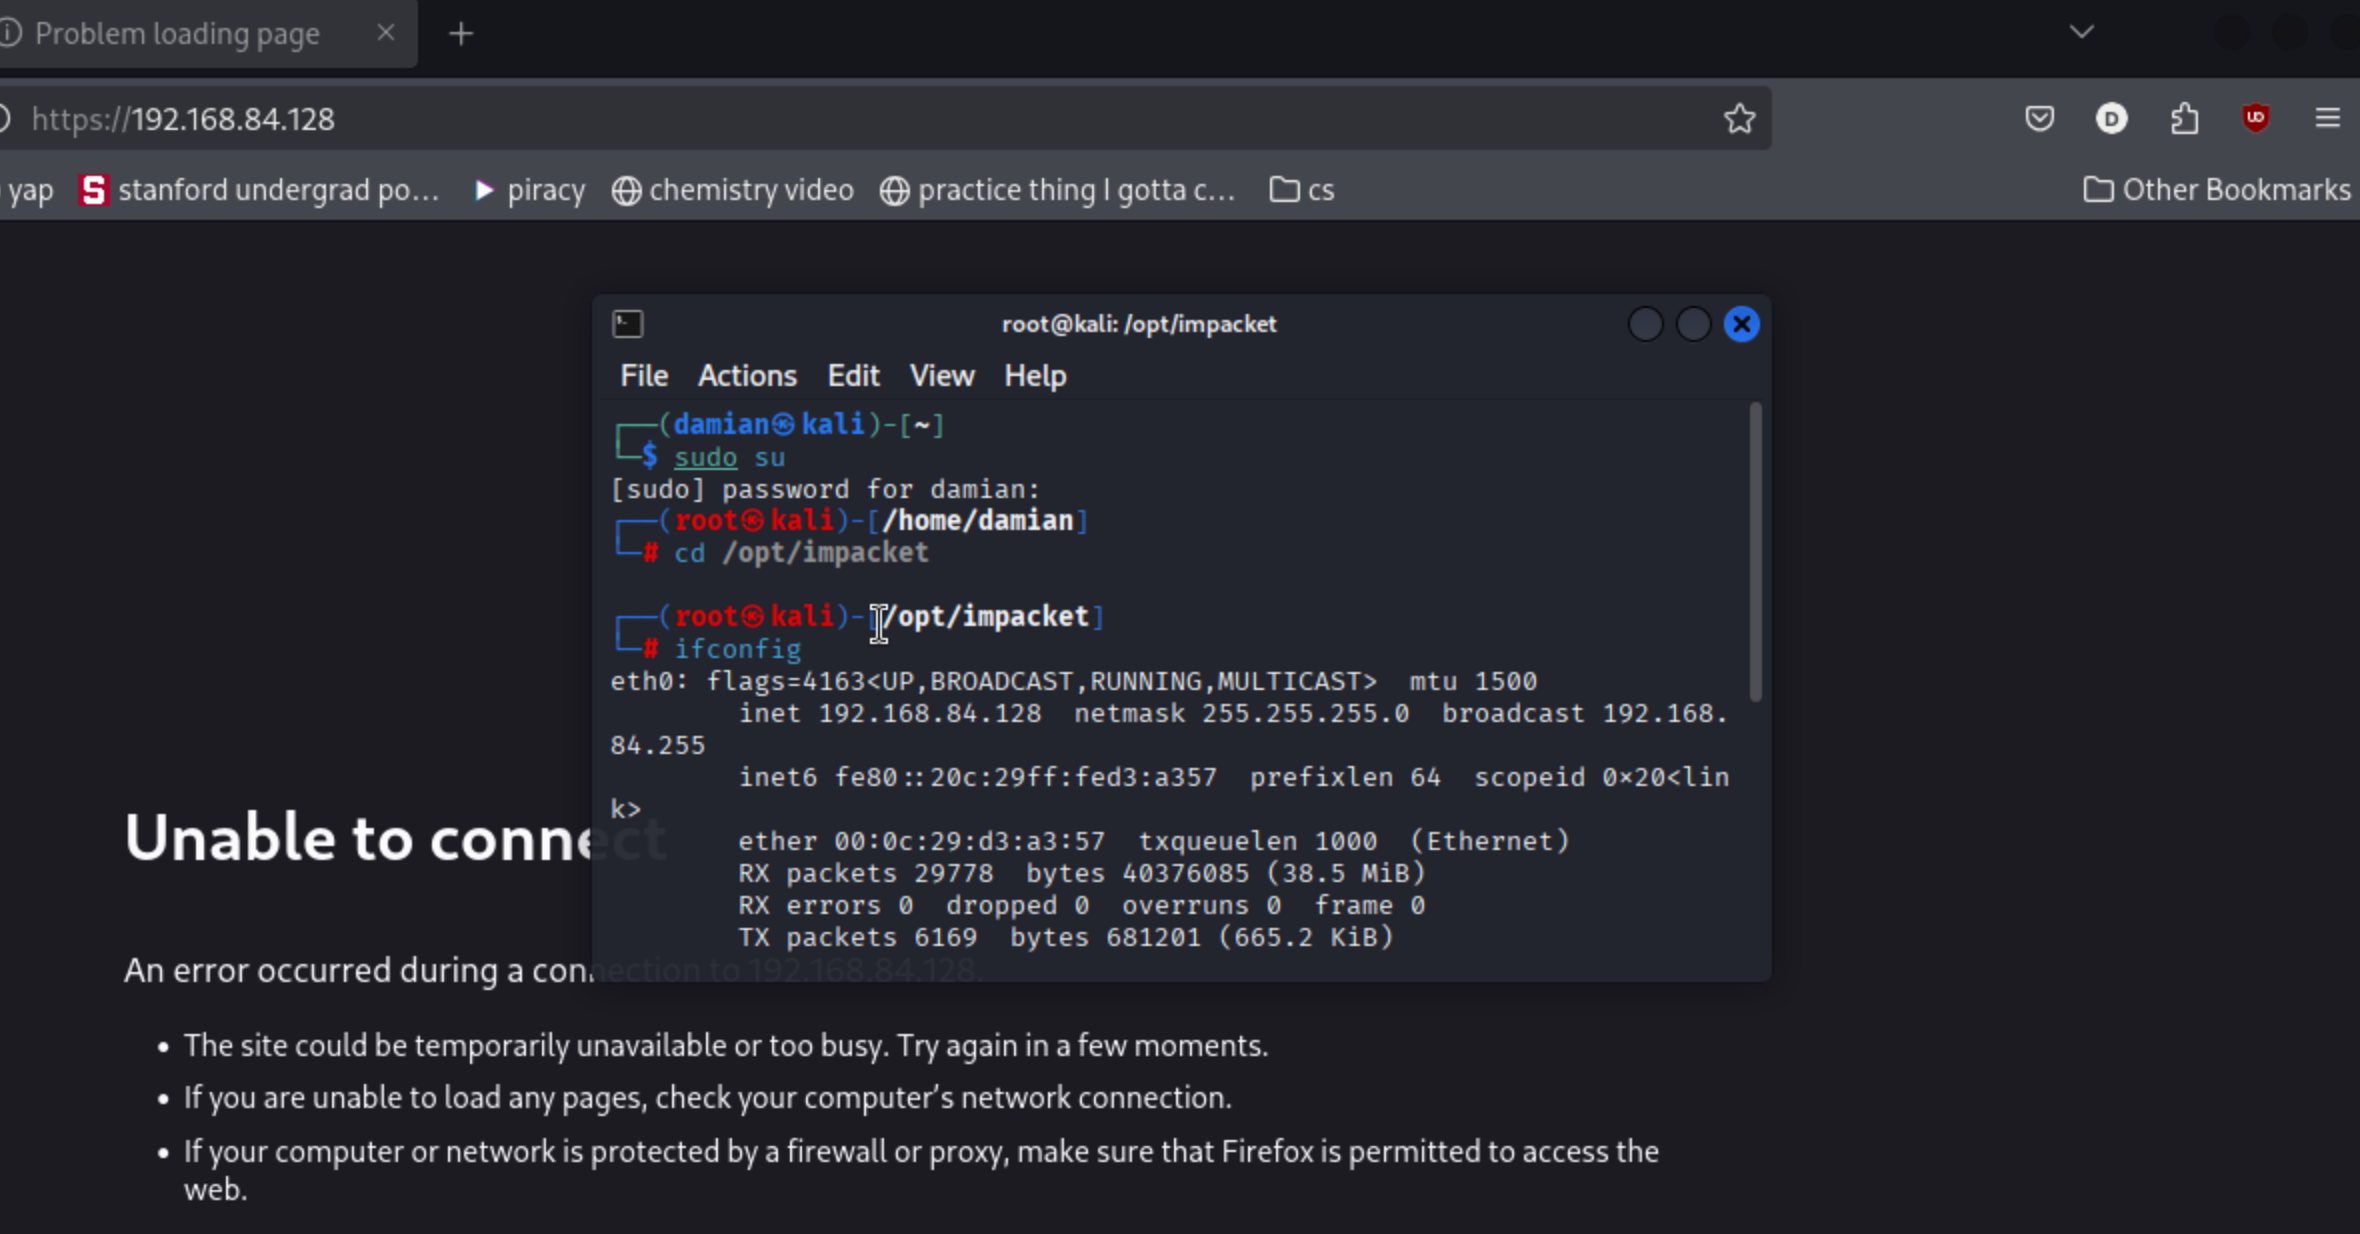 Problem loading page
https://192.168.84.128
yap stanford undergrad po... piracy chemistry video practice thing I gotta c... cs Other Bookmarks
root@kali: /opt/impacket
File Actions Edit View Help
┌──(damian㉿kali)-[~]
└─$ sudo su
[sudo] password for damian:
┌──(root㉿kali)-[/home/damian]
└─# cd /opt/impacket
┌──(root㉿kali)-[/opt/impacket]
└─# ifconfig
eth0: flags=4163<UP,BROADCAST,RUNNING,MULTICAST>  mtu 1500
inet 192.168.84.128  netmask 255.255.255.0  broadcast 192.168.
84.255
inet6 fe80::20c:29ff:fed3:a357  prefixlen 64  scopeid 0×20<lin
k>
ether 00:0c:29:d3:a3:57  txqueuelen 1000  (Ethernet)
RX packets 29778  bytes 40376085 (38.5 MiB)
RX errors 0  dropped 0  overruns 0  frame 0
TX packets 6169  bytes 681201 (665.2 KiB)
Unable to connect
An error occurred during a connection to 192.168.84.128.
• The site could be temporarily unavailable or too busy. Try again in a few moments.
• If you are unable to load any pages, check your computer’s network connection.
• If your computer or network is protected by a firewall or proxy, make sure that Firefox is permitted to access the
web.